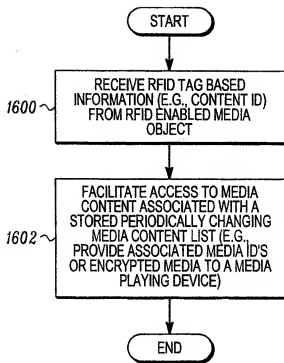 START
1600
RECEIVE RFID TAG BASED
INFORMATION (E.G., CONTENT ID)
FROM RFID ENABLED MEDIA
OBJECT
1602
FACILITATE ACCESS TO MEDIA
CONTENT ASSOCIATED WITH A
STORED PERIODICALLY CHANGING
MEDIA CONTENT LIST (E.G.,
PROVIDE ASSOCIATED MEDIA ID'S
OR ENCRYPTED MEDIA TO A MEDIA
PLAYING DEVICE)
END